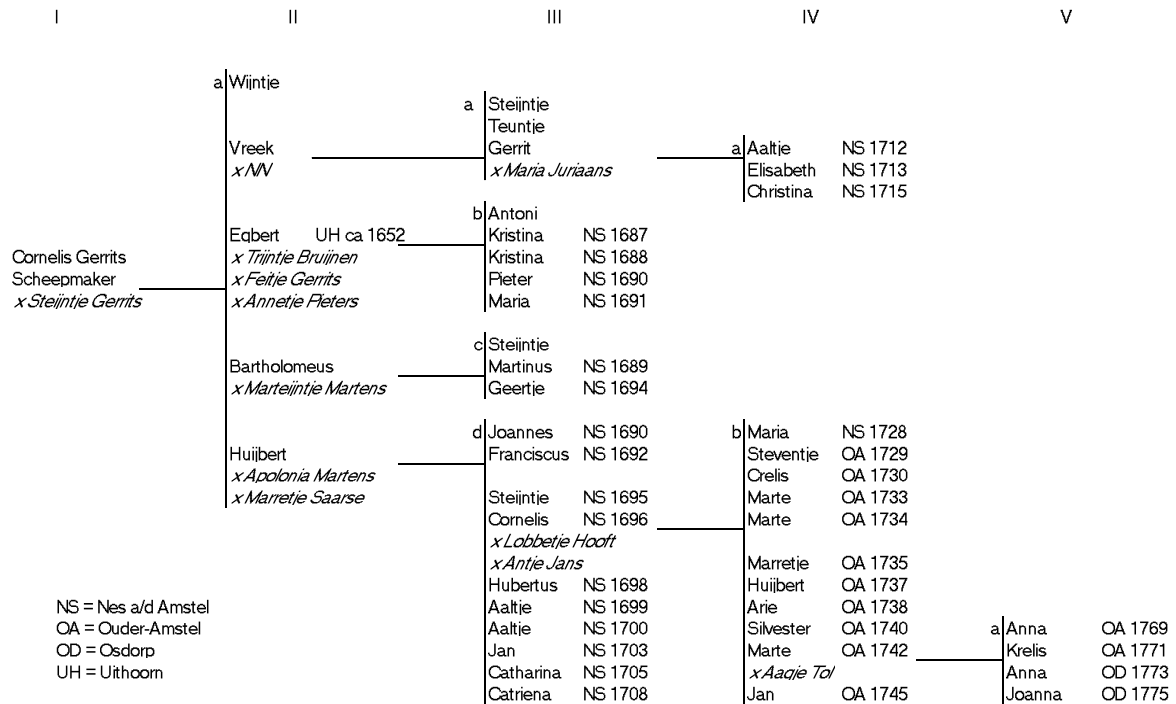 I II III IV V
a Wijntje
a Steijntje
Teuntje
Vreek Gerrit a Aaltje NS 1712
x NN x Maria Juriaans Elisabeth NS 1713
Christina NS 1715
b Antoni
Egbert UH ca 1652 Kristina NS 1687
Cornelis Gerrits x Trijntje Bruijnen Kristina NS 1688
Scheepmaker x Feitje Gerrits Pieter NS 1690
x Steijntje Gerrits x Annetje Pieters Maria NS 1691
c Steijntje
Bartholomeus Martinus NS 1689
x Marteijntje Martens Geertje NS 1694
d Joannes NS 1690 b Maria NS 1728
Huijbert Franciscus NS 1692 Steventje OA 1729
x Apolonia Martens Crelis OA 1730
x Marretje Saarse Steijntie NS 1695 Marte OA 1733
Cornelis NS 1696 Marte OA 1734
x Lobbetje Hooft
x Antje Jans Marretje OA 1735
Hubertus NS 1698 Huijbert OA 1737
NS = Nes a/d Amstel Aaltje NS 1699 Arie OA 1738
OA = Ouder-Amstel Aaltje NS 1700 Silvester OA 1740 a Anna OA 1769
OD = Osdorp Jan NS 1703 Marte OA 1742 Krelis OA 1771
UH = Uithoorn Catharina NS 1705 x Aagje Tol Anna OD 1773
Catriena NS 1708 Jan OA 1745 Joanna OD 1775